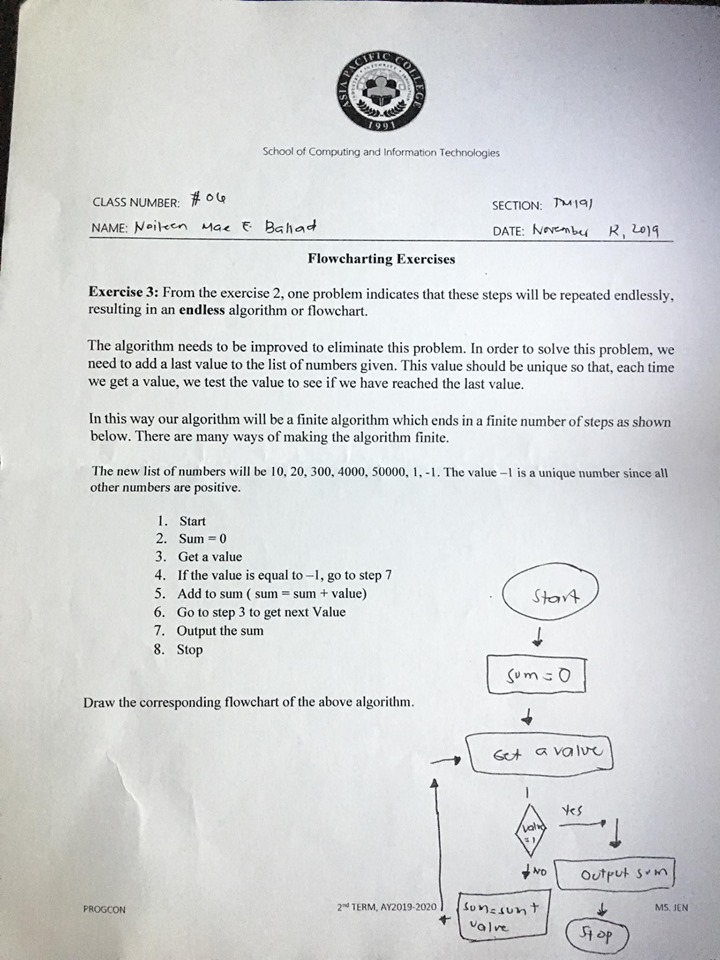 ASIA PACIFIC COLLEGE
1991
School of Computing and Information Technologies
CLASS NUMBER: #06
SECTION: TM191
NAME: Noileen Mae E. Ballad
DATE: November 12, 2019
Flowcharting Exercises
Exercise 3: From the exercise 2, one problem indicates that these steps will be repeated endlessly,
resulting in an endless algorithm or flowchart.
The algorithm needs to be improved to eliminate this problem. In order to solve this problem, we
need to add a last value to the list of numbers given. This value should be unique so that, each time
we get a value, we test the value to see if we have reached the last value.
In this way our algorithm will be a finite algorithm which ends in a finite number of steps as shown
below. There are many ways of making the algorithm finite.
The new list of numbers will be 10, 20, 300, 4000, 50000, 1, -1. The value –1 is a unique number since all
other numbers are positive.
1. Start
2. Sum = 0
3. Get a value
4. If the value is equal to –1, go to step 7
5. Add to sum ( sum = sum + value)
6. Go to step 3 to get next Value
7. Output the sum
8. Stop
Draw the corresponding flowchart of the above algorithm.
Start
sum = 0
Get a value
value
= 1
Yes
NO
Output sum
sum = sum +
value
Stop
PROGCON
2nd TERM, AY2019-2020
MS. JEN